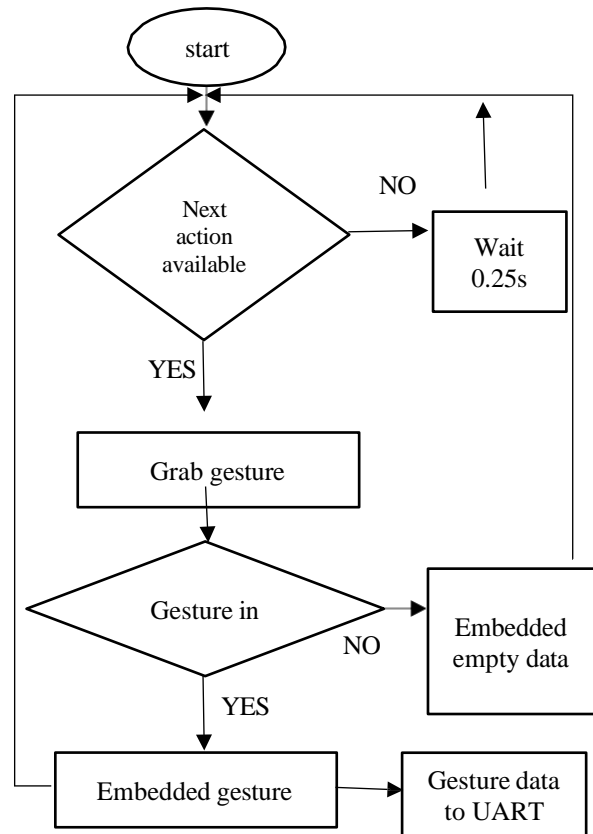 start
NO
Next
action
available
Wait
0.25s
YES
Grab gesture
Gesture in
NO
Embedded
empty data
YES
Embedded gesture
Gesture data
to UART